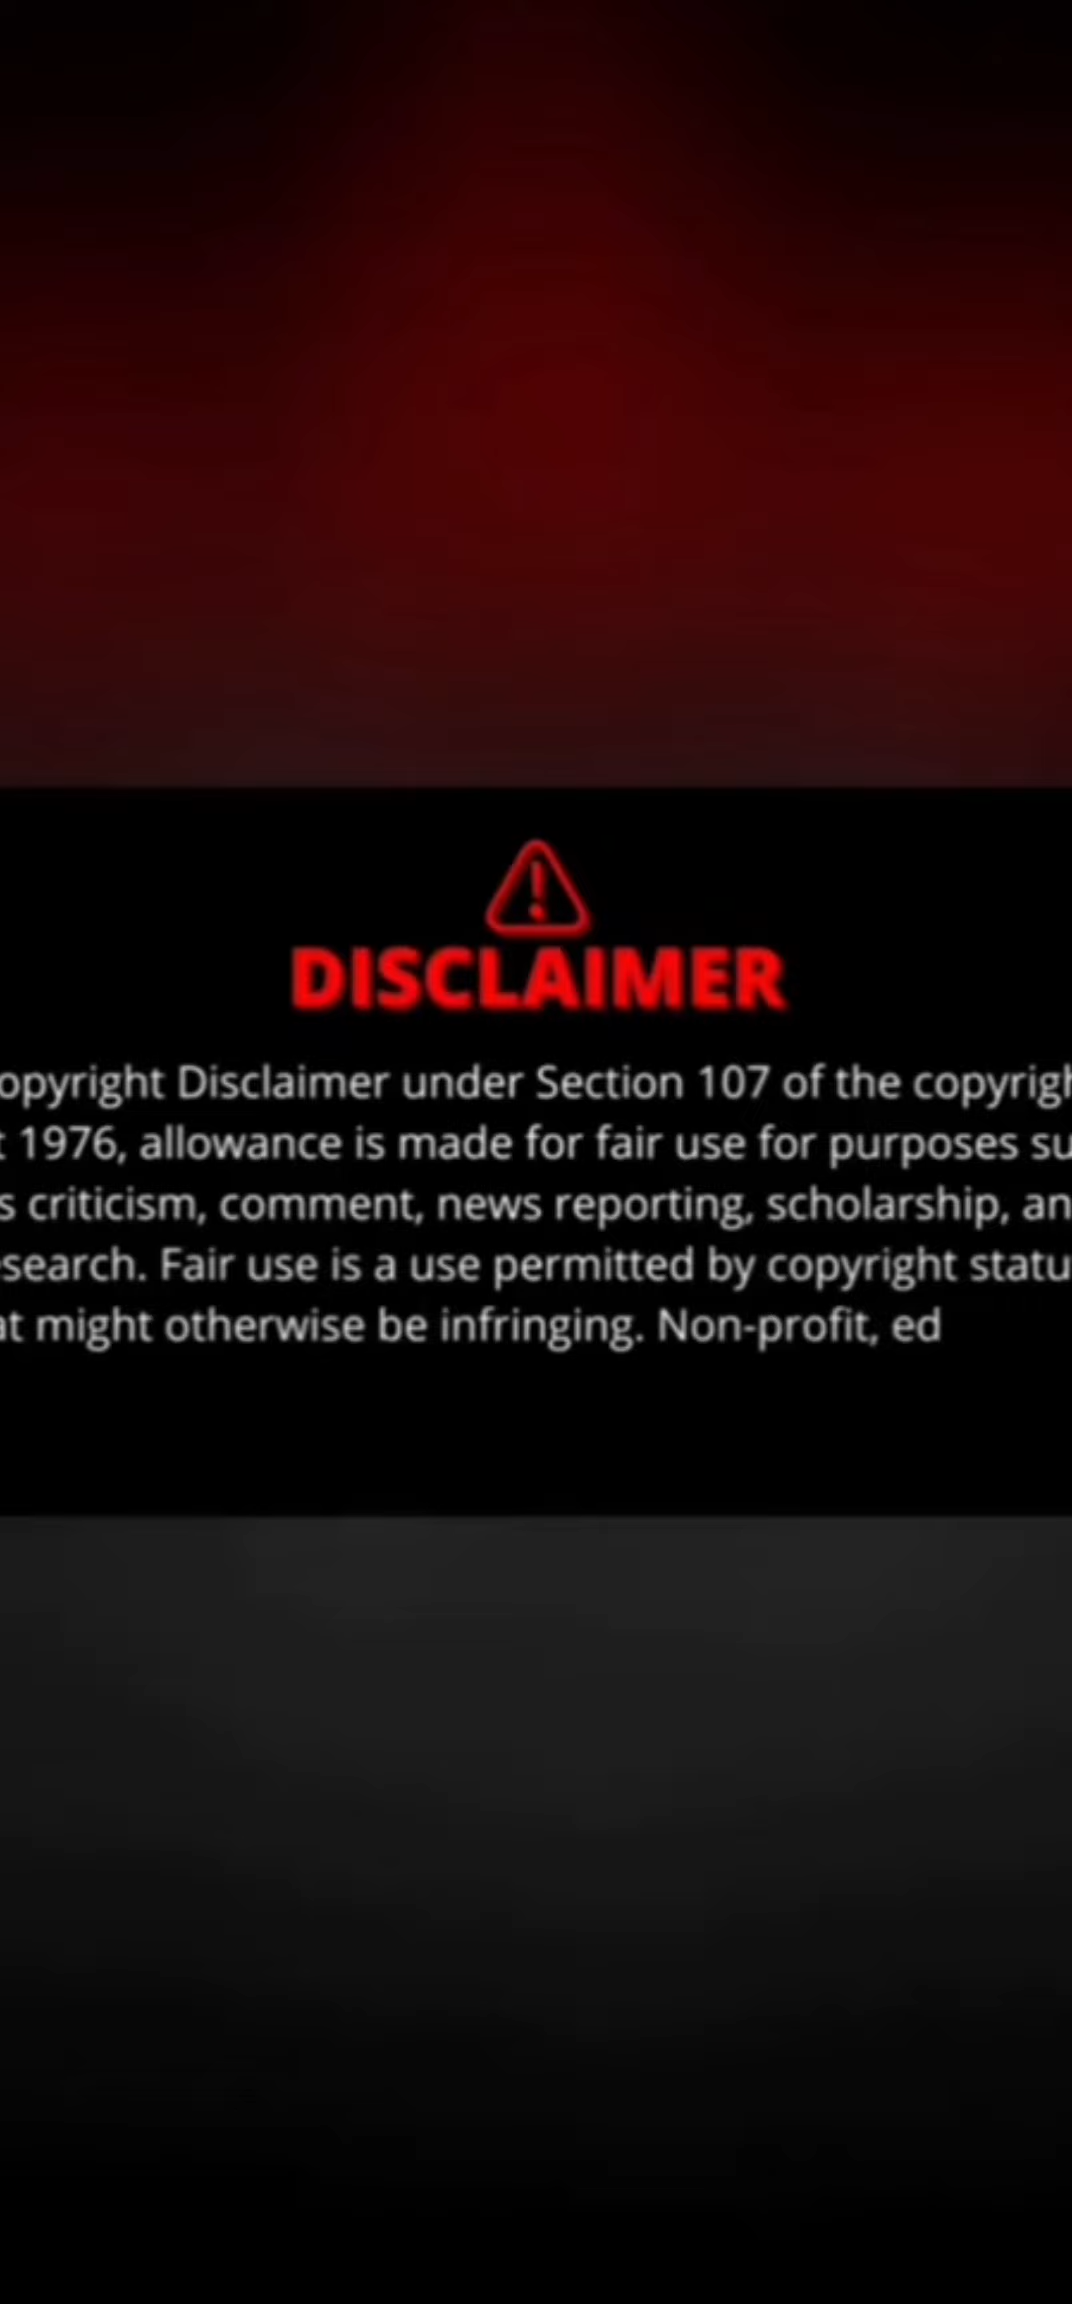 DISCLAIMER
opyright Disclaimer under Section 107 of the copyrigh
t 1976, allowance is made for fair use for purposes su
s criticism, comment, news reporting, scholarship, an
search. Fair use is a use permitted by copyright statu
at might otherwise be infringing. Non-profit, ed